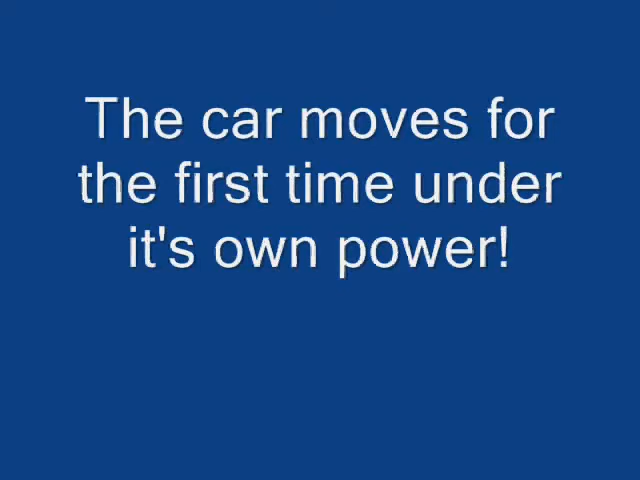 The car moves for
the first time under
it's own power!